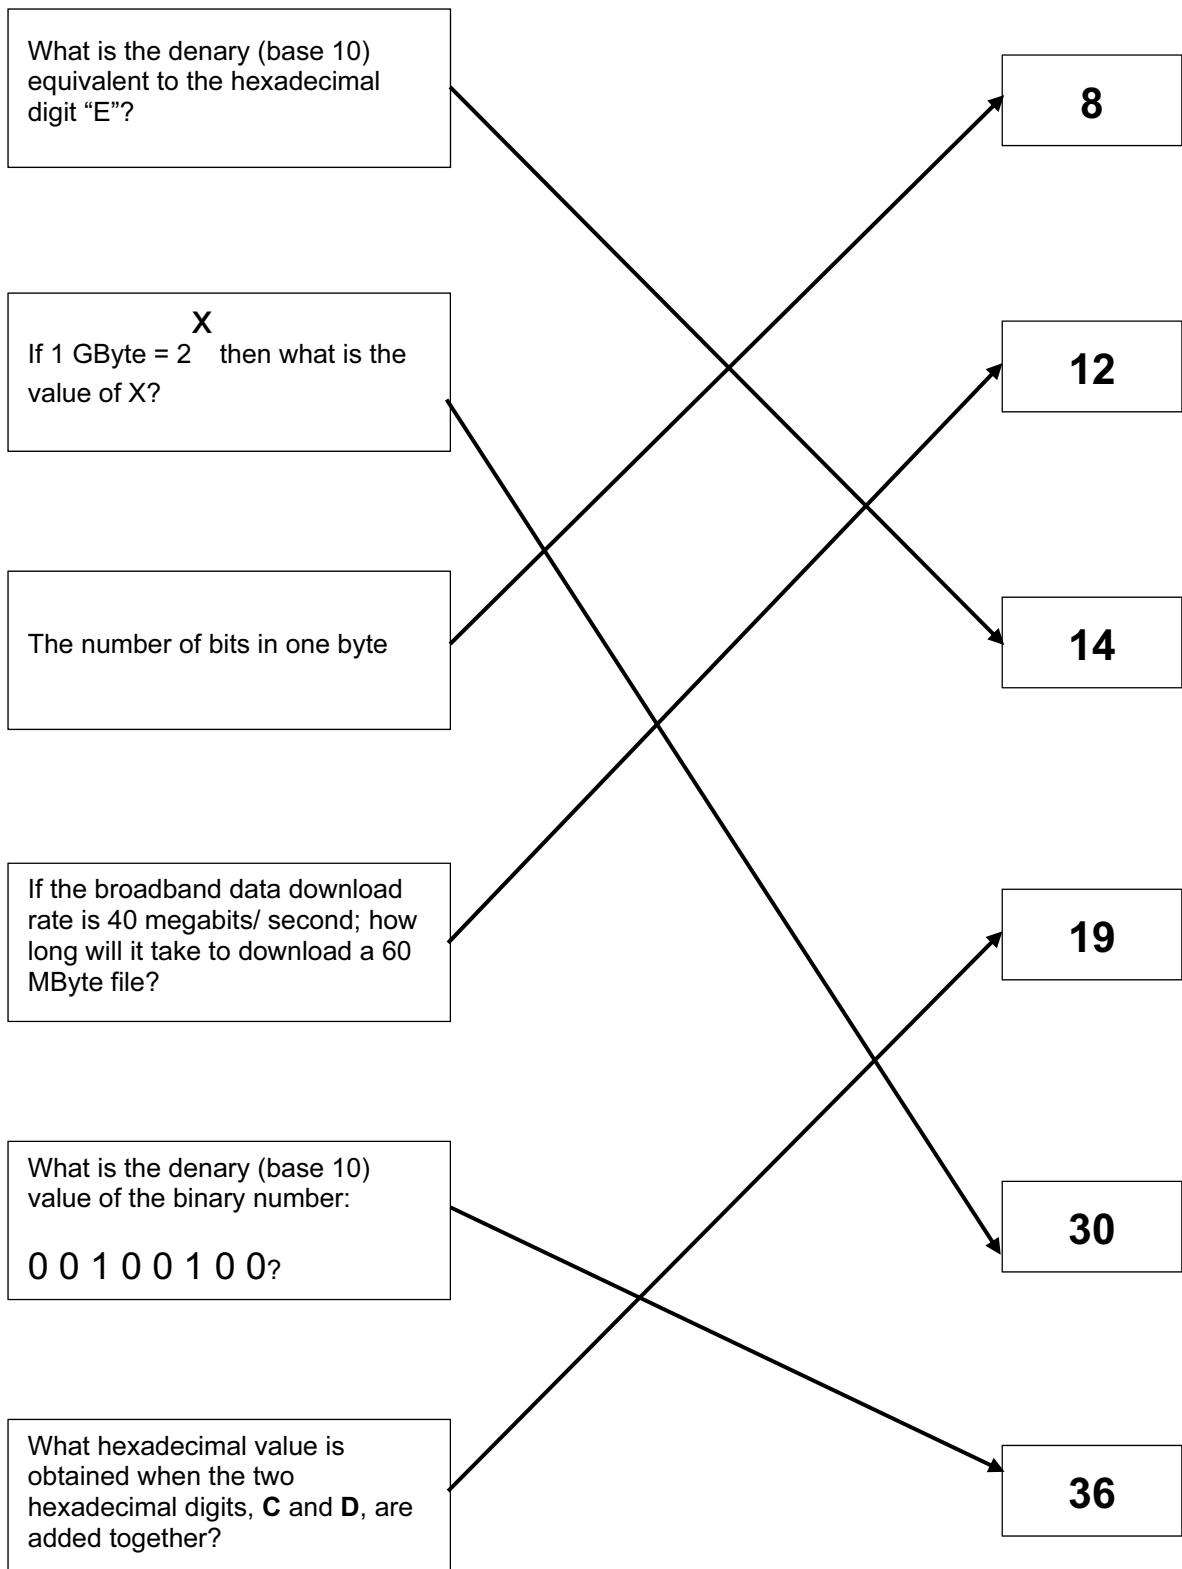 What is the denary (base 10)
equivalent to the hexadecimal
digit “E”?
8
If 1 GByte = 2^X then what is the
value of X?
12
The number of bits in one byte
14
If the broadband data download
rate is 40 megabits/ second; how
long will it take to download a 60
MByte file?
19
What is the denary (base 10)
value of the binary number:
0 0 1 0 0 1 0 0?
30
What hexadecimal value is
obtained when the two
hexadecimal digits, C and D, are
added together?
36